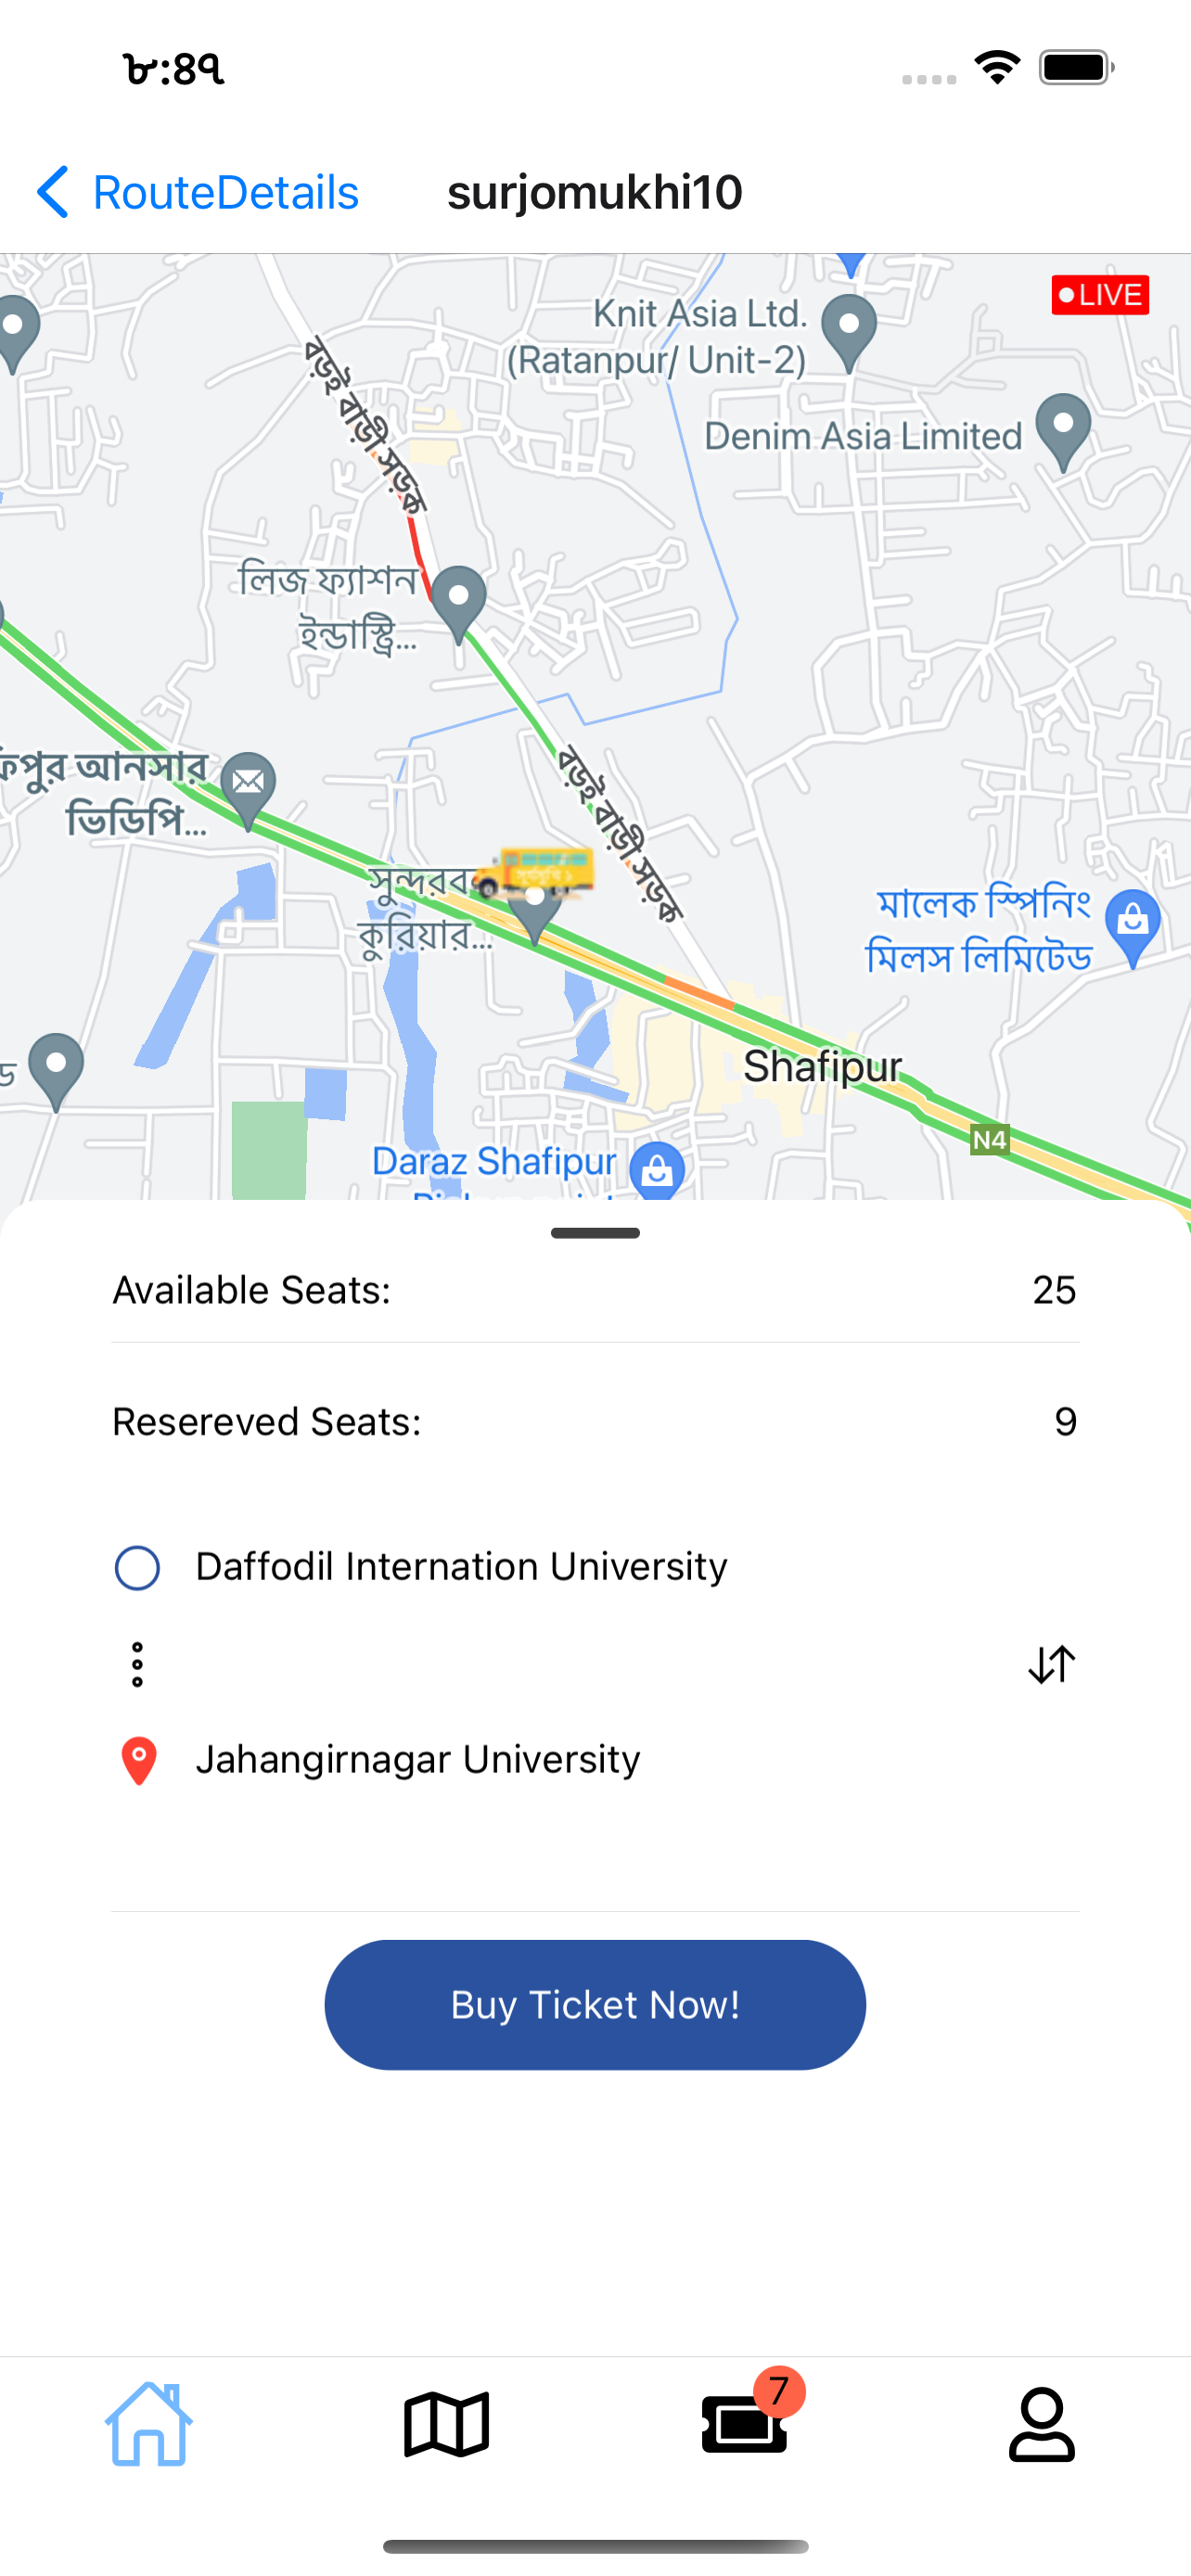 ৮:৪৭
RouteDetails
surjomukhi10
LIVE
Knit Asia Ltd.
(Ratanpur/ Unit-2)
Denim Asia Limited
বড়ই বাড়ী সড়ক
লিজ ফ্যাশন
ইন্ডাস্ট্রি...
বড়ই বাড়ী সড়ক
ফিপুর আনসার
ভিডিপি...
সুন্দরব
কুরিয়ার...
মালেক স্পিনিং
মিলস লিমিটেড
ড
Shafipur
N4
Daraz Shafipur
Available Seats:
25
Resereved Seats:
9
Daffodil Internation University
Jahangirnagar University
Buy Ticket Now!
7